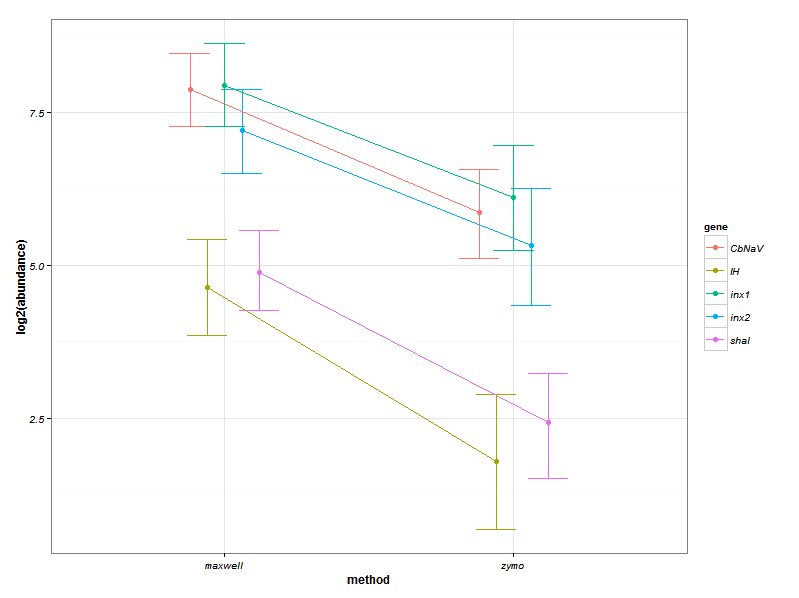 log2(abundance)
7.5
5.0
2.5
maxwell
zymo
method
gene
CbNaV
IH
inx1
inx2
shal